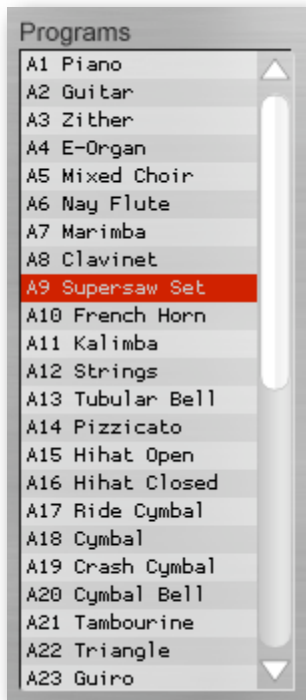 Programs
A1 Piano
A2 Guitar
A3 Zither
A4 E-Organ
A5 Mixed Choir
A6 Nay Flute
A7 Marimba
A8 Clavinet
A9 Supersaw Set
A10 French Horn
A11 Kalimba
A12 Strings
A13 Tubular Bell
A14 Pizzicato
A15 Hihat Open
A16 Hihat Closed
A17 Ride Cymbal
A18 Cymbal
A19 Crash Cymbal
A20 Cymbal Bell
A21 Tambourine
A22 Triangle
A23 Guiro